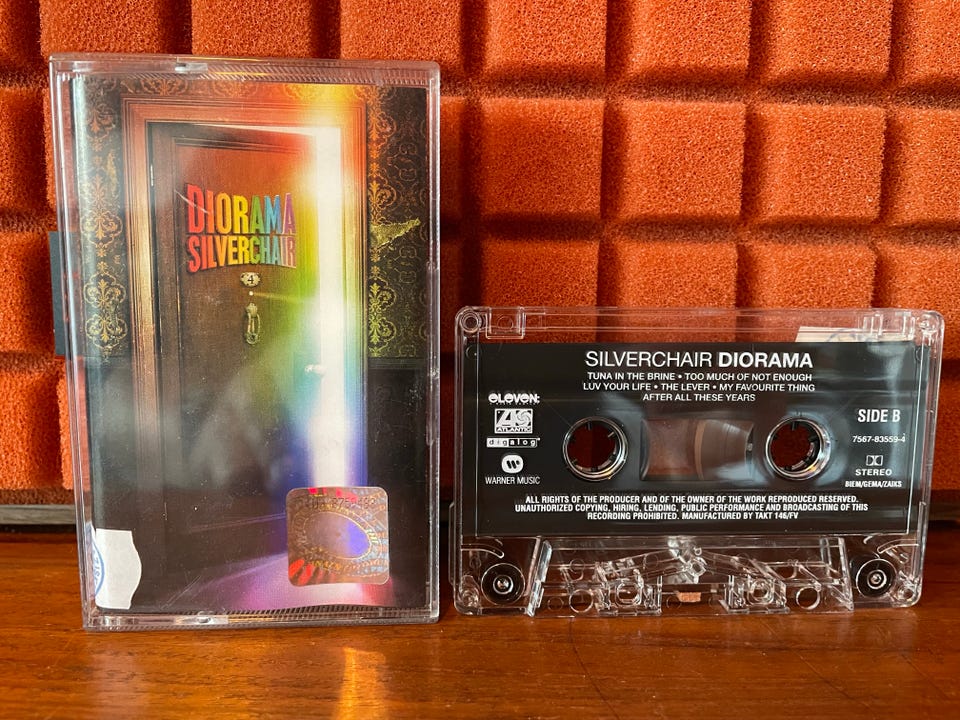 DIORAMA
SILVERCHAIR
4
SILVERCHAIR DIORAMA
TUNA IN THE BRINE • TOO MUCH OF NOT ENOUGH
LUV YOUR LIFE • THE LEVER • MY FAVOURITE THING
AFTER ALL THESE YEARS
eleven:
ATLANTIC
digalog
WARNER MUSIC
SIDE B
7567-83559-4
STEREO
BIEM/GEMA/ZAIKS
ALL RIGHTS OF THE PRODUCER AND OF THE OWNER OF THE WORK REPRODUCED RESERVED.
UNAUTHORIZED COPYING, HIRING, LENDING, PUBLIC PERFORMANCE AND BROADCASTING OF THIS
RECORDING PROHIBITED. MANUFACTURED BY TAKT 146/FV